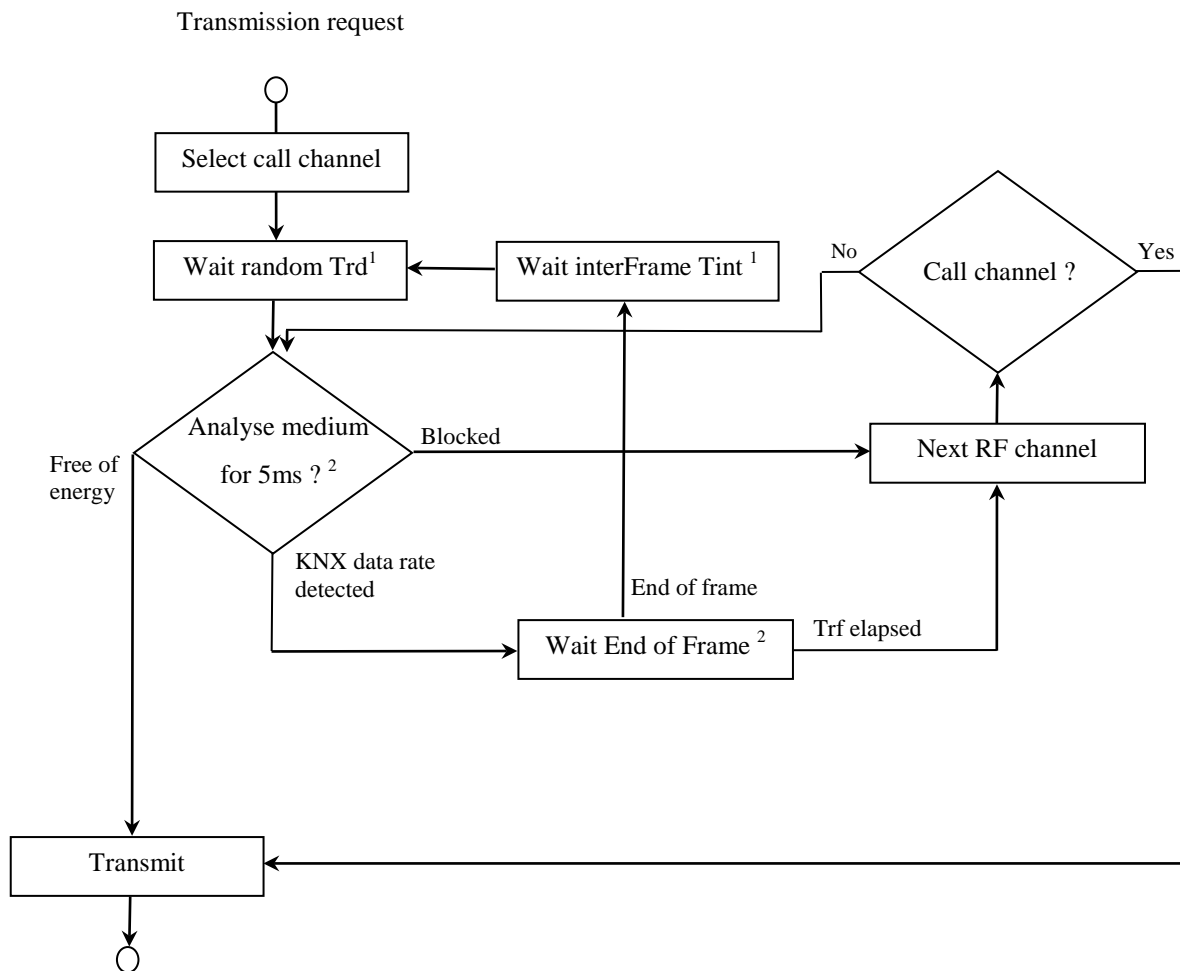 Transmission request
Select call channel
Wait random Trd¹
Wait interFrame Tint ¹
No
Call channel ?
Yes
Analyse medium
for 5ms ? ²
Blocked
Next RF channel
Free of
energy
KNX data rate
detected
End of frame
Wait End of Frame ²
Trf elapsed
Transmit